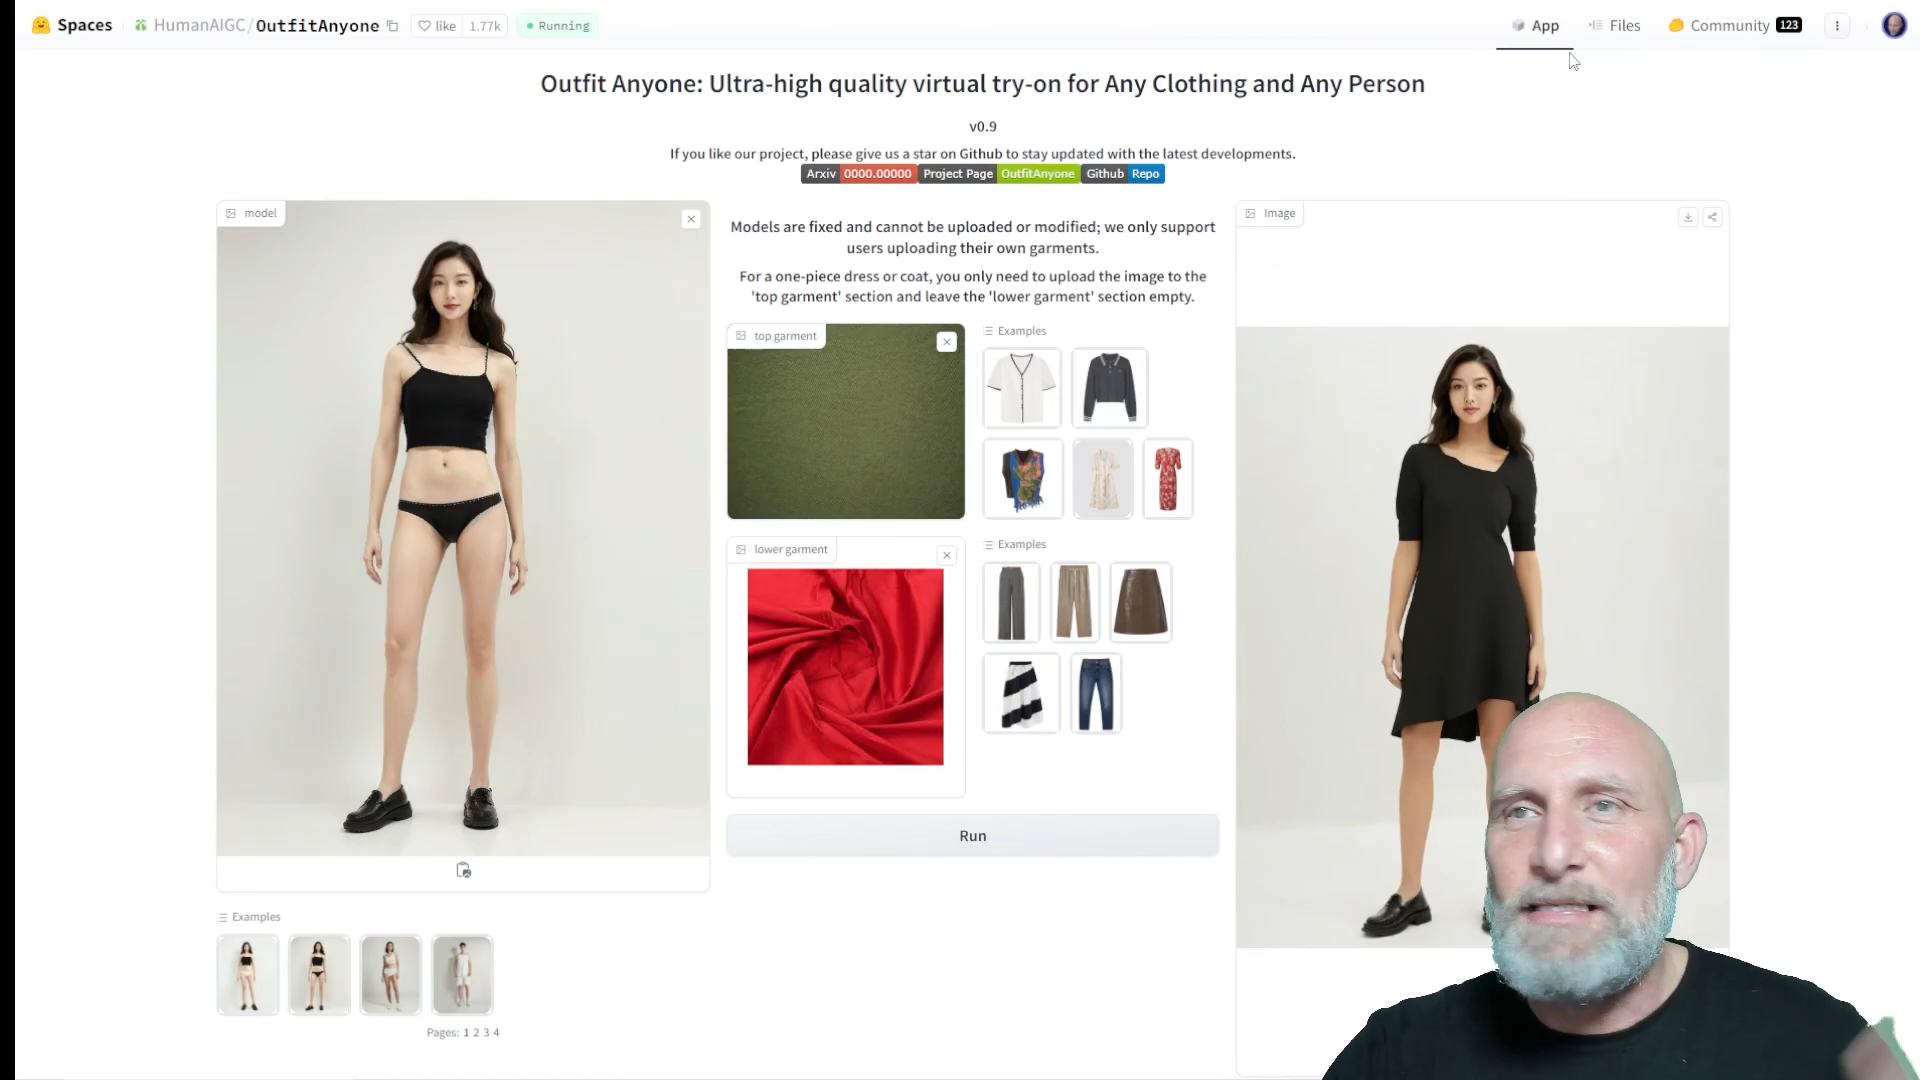 Spaces
HumanAIGC/OutfitAnyone
like 1.77k
Running
App
Files
Community 123
Outfit Anyone: Ultra-high quality virtual try-on for Any Clothing and Any Person
v0.9
If you like our project, please give us a star on Github to stay updated with the latest developments.
Arxiv 0000.00000 Project Page OutfitAnyone Github Repo
model
Models are fixed and cannot be uploaded or modified; we only support
users uploading their own garments.
For a one-piece dress or coat, you only need to upload the image to the
'top garment' section and leave the 'lower garment' section empty.
top garment
Examples
lower garment
Examples
Run
Image
Examples
Pages: 1 2 3 4